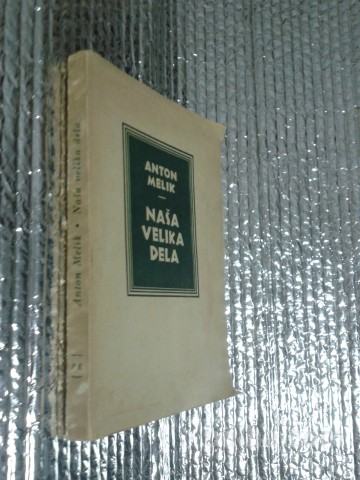 ANTON
MELIK
NAŠA
VELIKA
DELA
Anton Melik • Naša velika dela